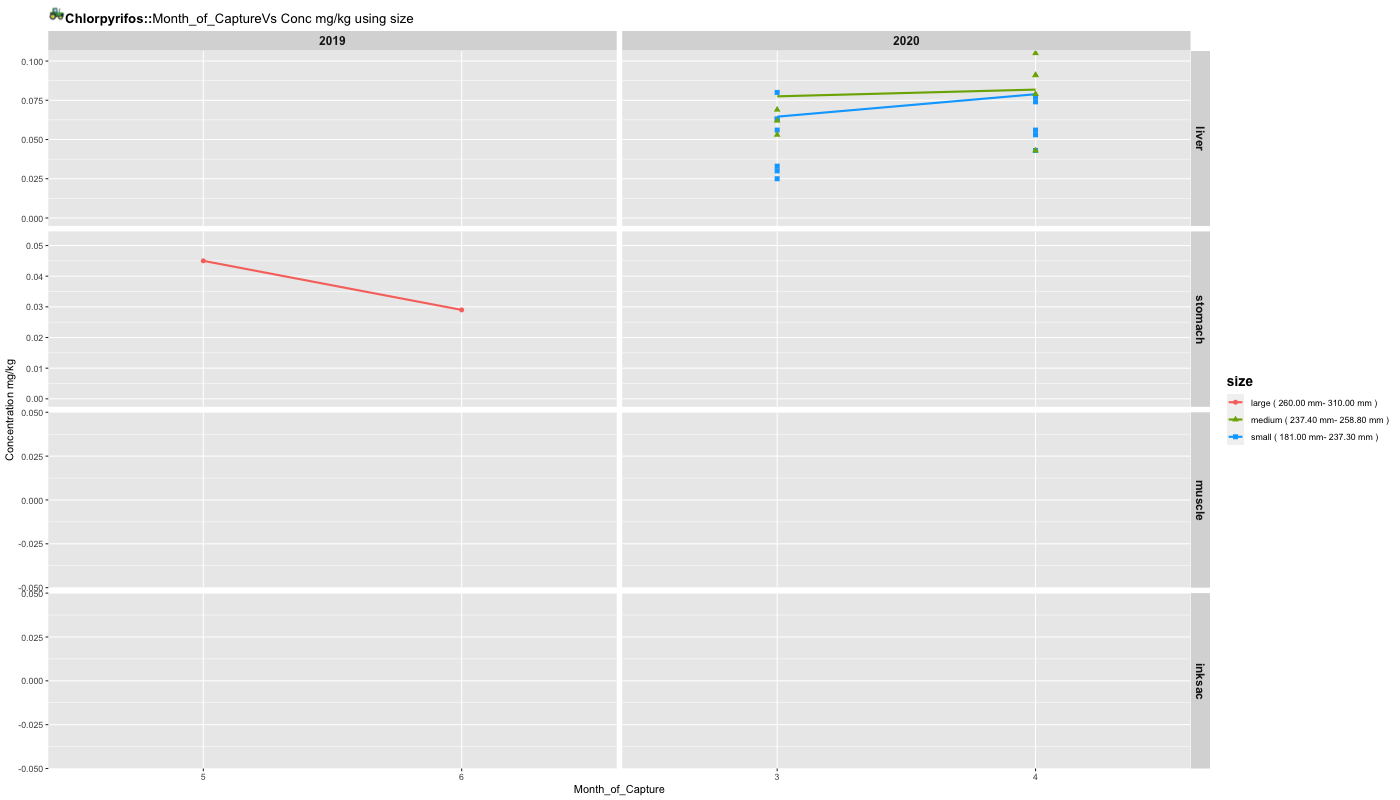 Chlorpyrifos::Month_of_CaptureVs Conc mg/kg using size
2019
2020
0.100
0.075
0.050
0.025
0.000
liver
0.05
0.04
0.03
0.02
0.01
0.00
stomach
0.050
0.025
0.000
-0.025
-0.050
muscle
0.050
0.025
0.000
-0.025
-0.050
inksac
5
6
3
4
Month_of_Capture
Concentration mg/kg
size
large ( 260.00 mm- 310.00 mm )
medium ( 237.40 mm- 258.80 mm )
small ( 181.00 mm- 237.30 mm )